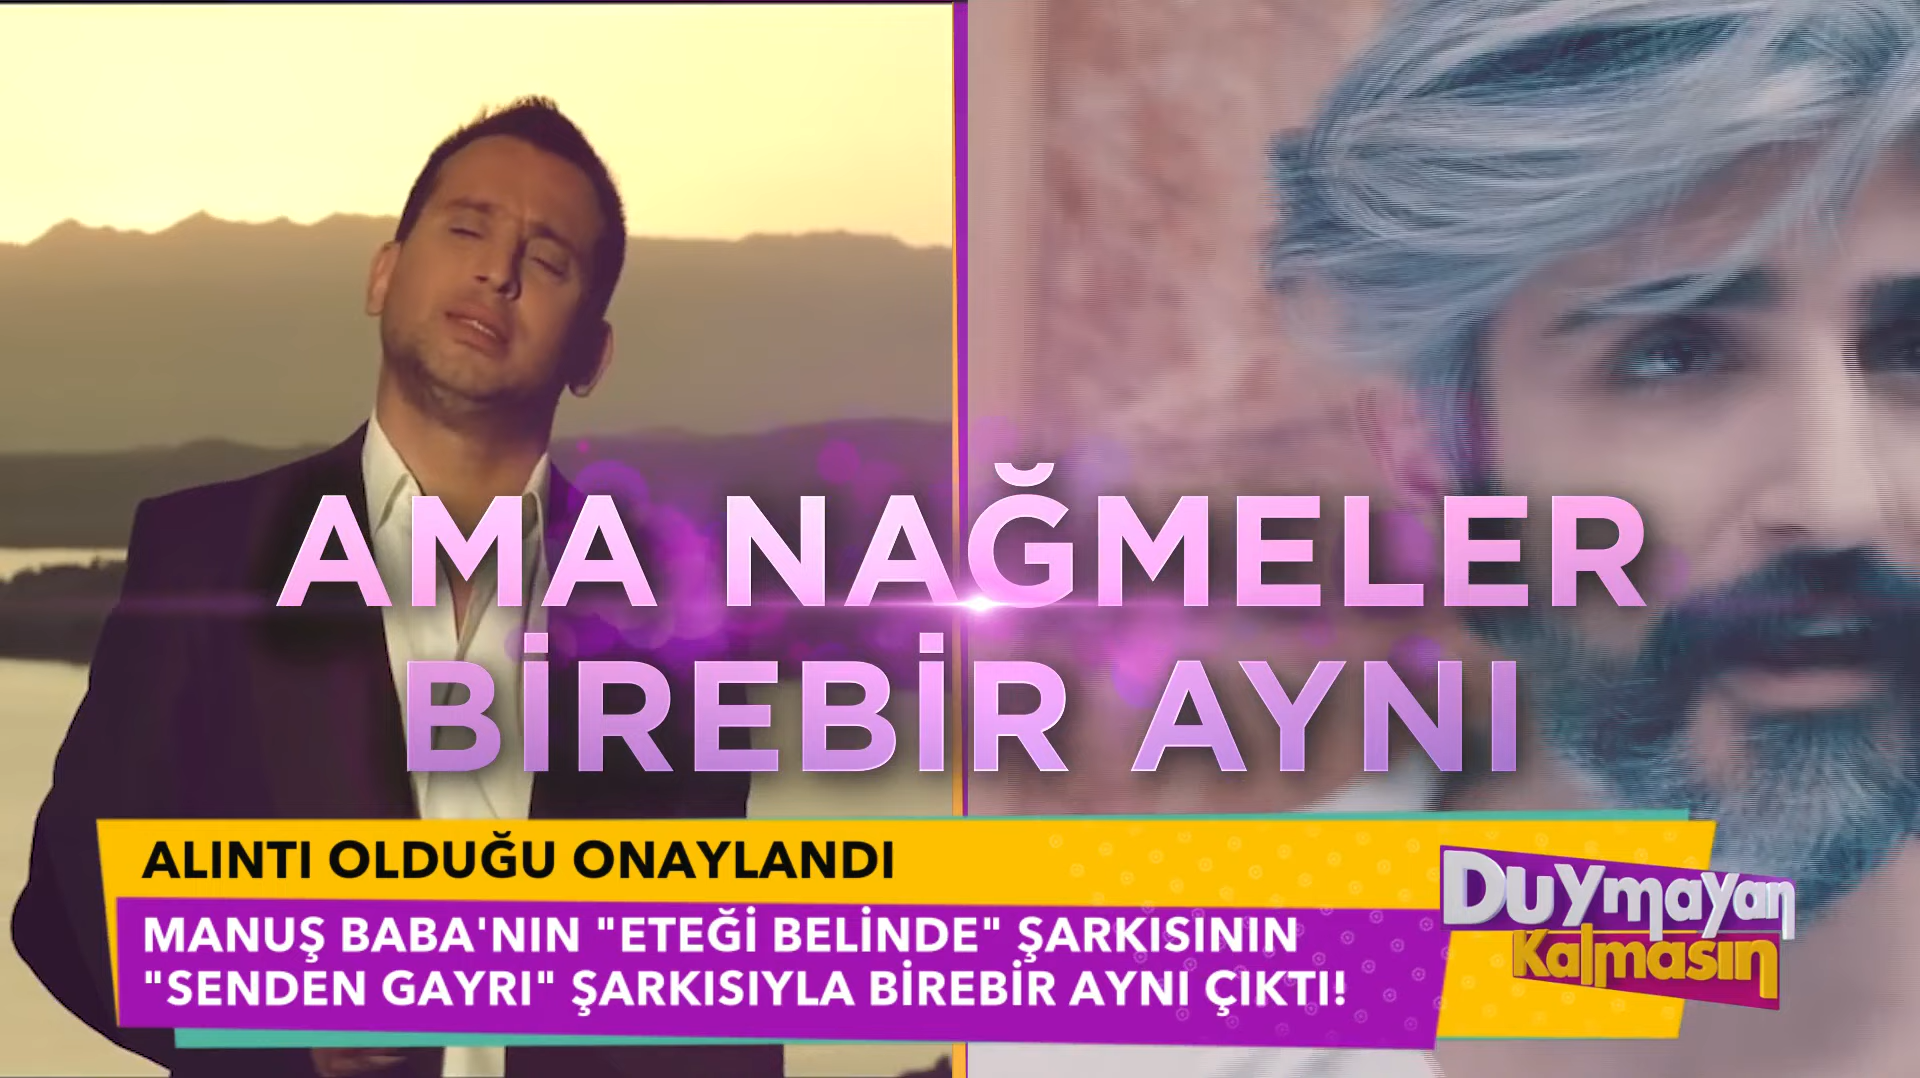 AMA NAĞMELER
BİREBİR AYNI
ALINTI OLDUĞU ONAYLANDI
MANUŞ BABA'NIN "ETEĞİ BELİNDE" ŞARKISININ
"SENDEN GAYRI" ŞARKISIYLA BİREBİR AYNI ÇIKTI!
Duymayan
Kalmasın